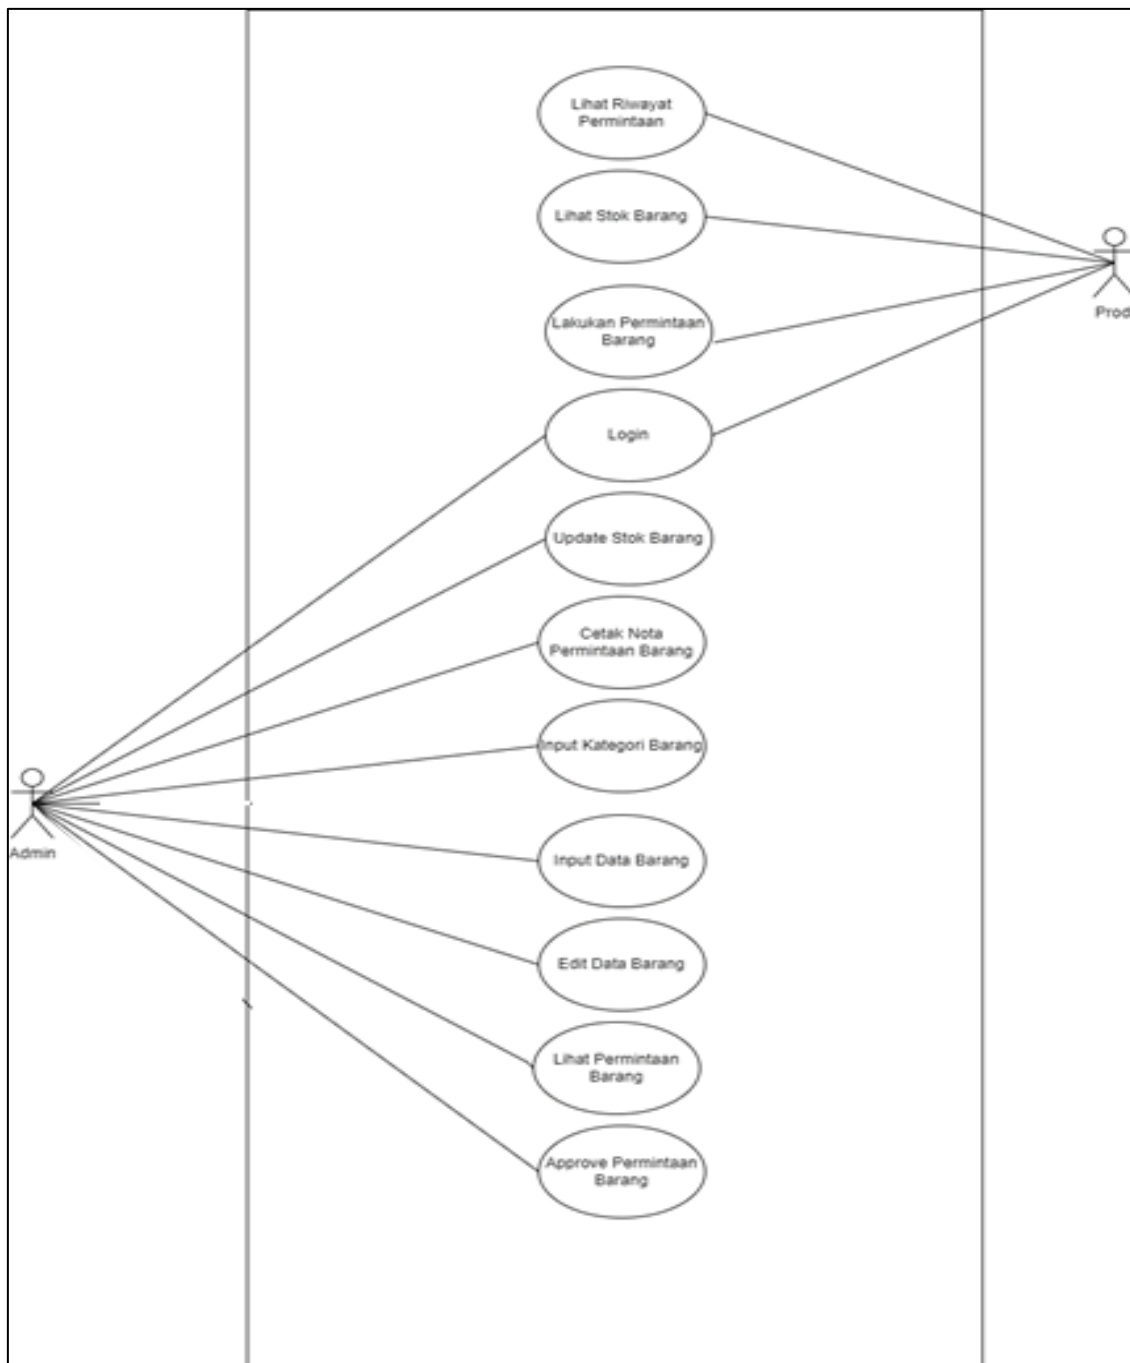 Lihat Riwayat
Permintaan
Lihat Stok Barang
Prod
Lakukan Permintaan
Barang
Login
Update Stok Barang
Cetak Nota
Permintaan Barang
Input Kategori Barang
Admin
Input Data Barang
Edit Data Barang
Lihat Permintaan
Barang
Approve Permintaan
Barang